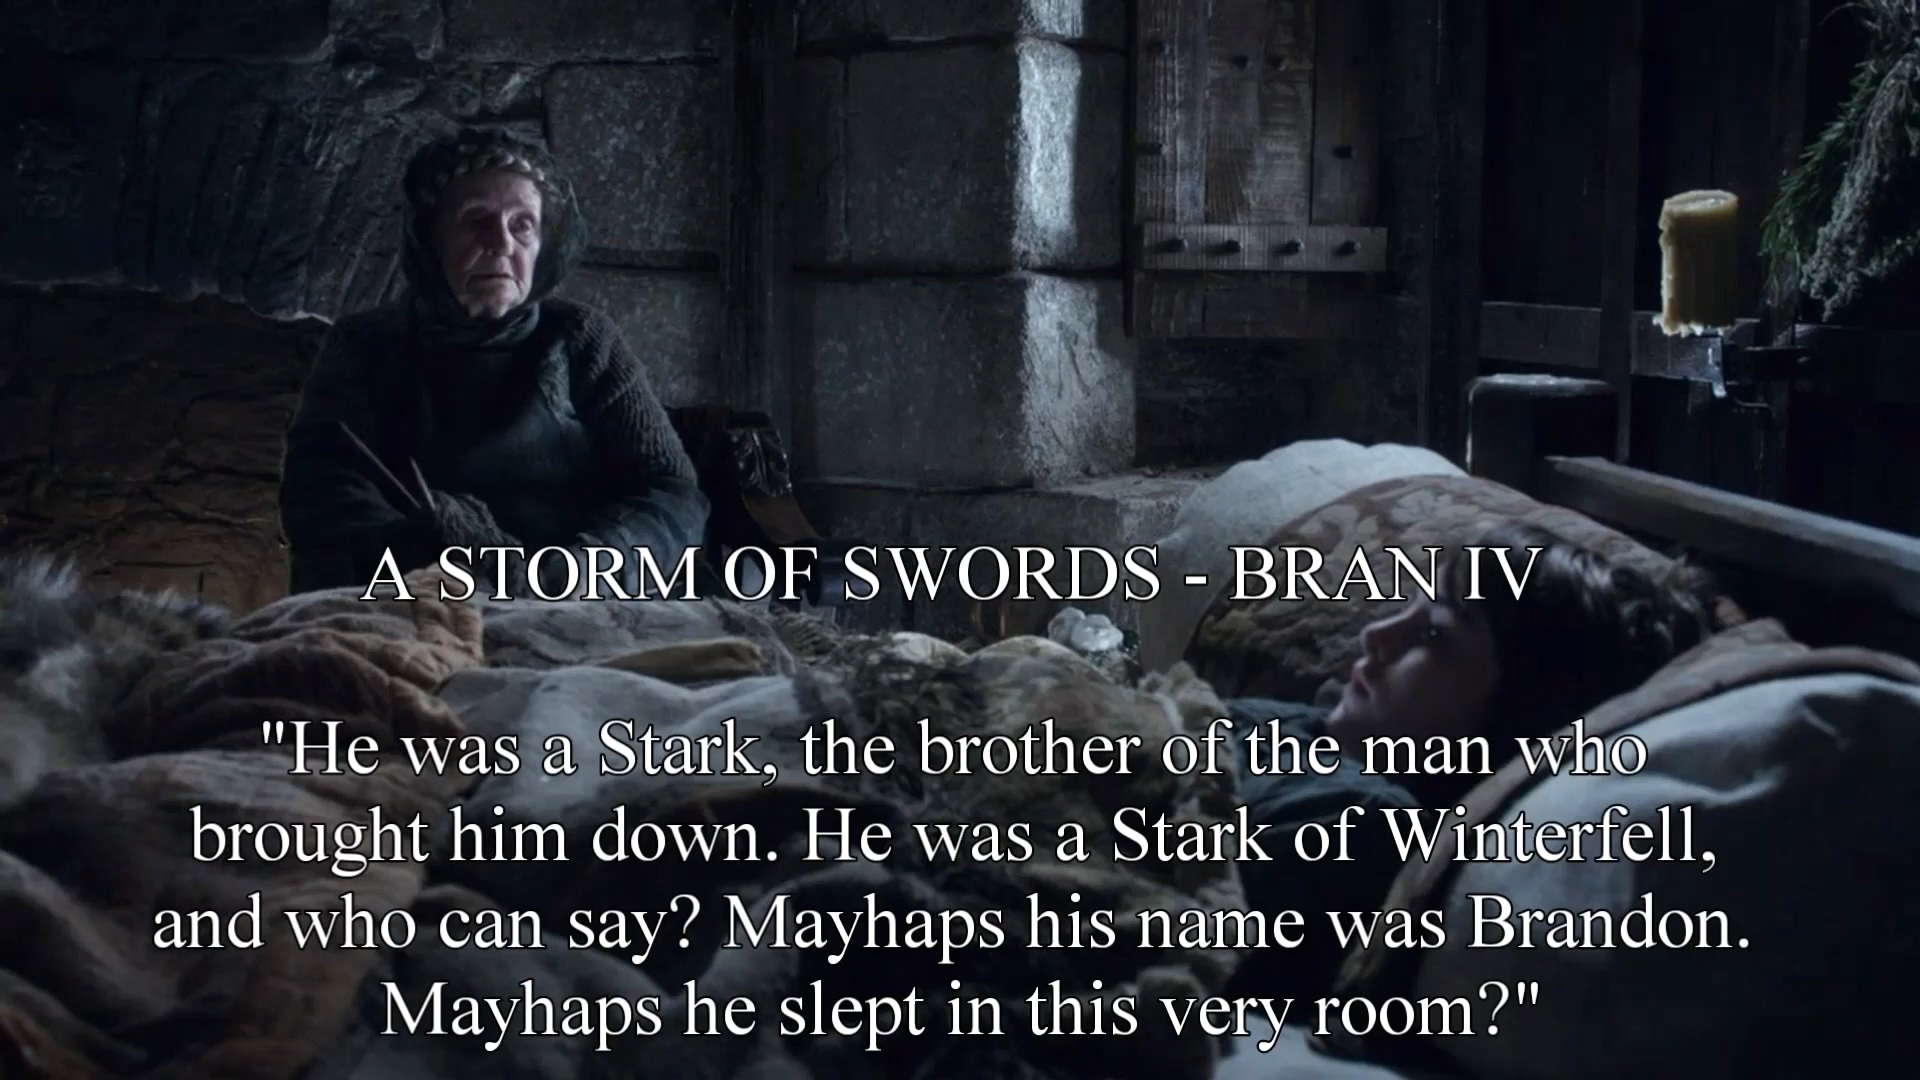 A STORM OF SWORDS - BRAN IV
"He was a Stark, the brother of the man who
brought him down. He was a Stark of Winterfell,
and who can say? Mayhaps his name was Brandon.
Mayhaps he slept in this very room?"